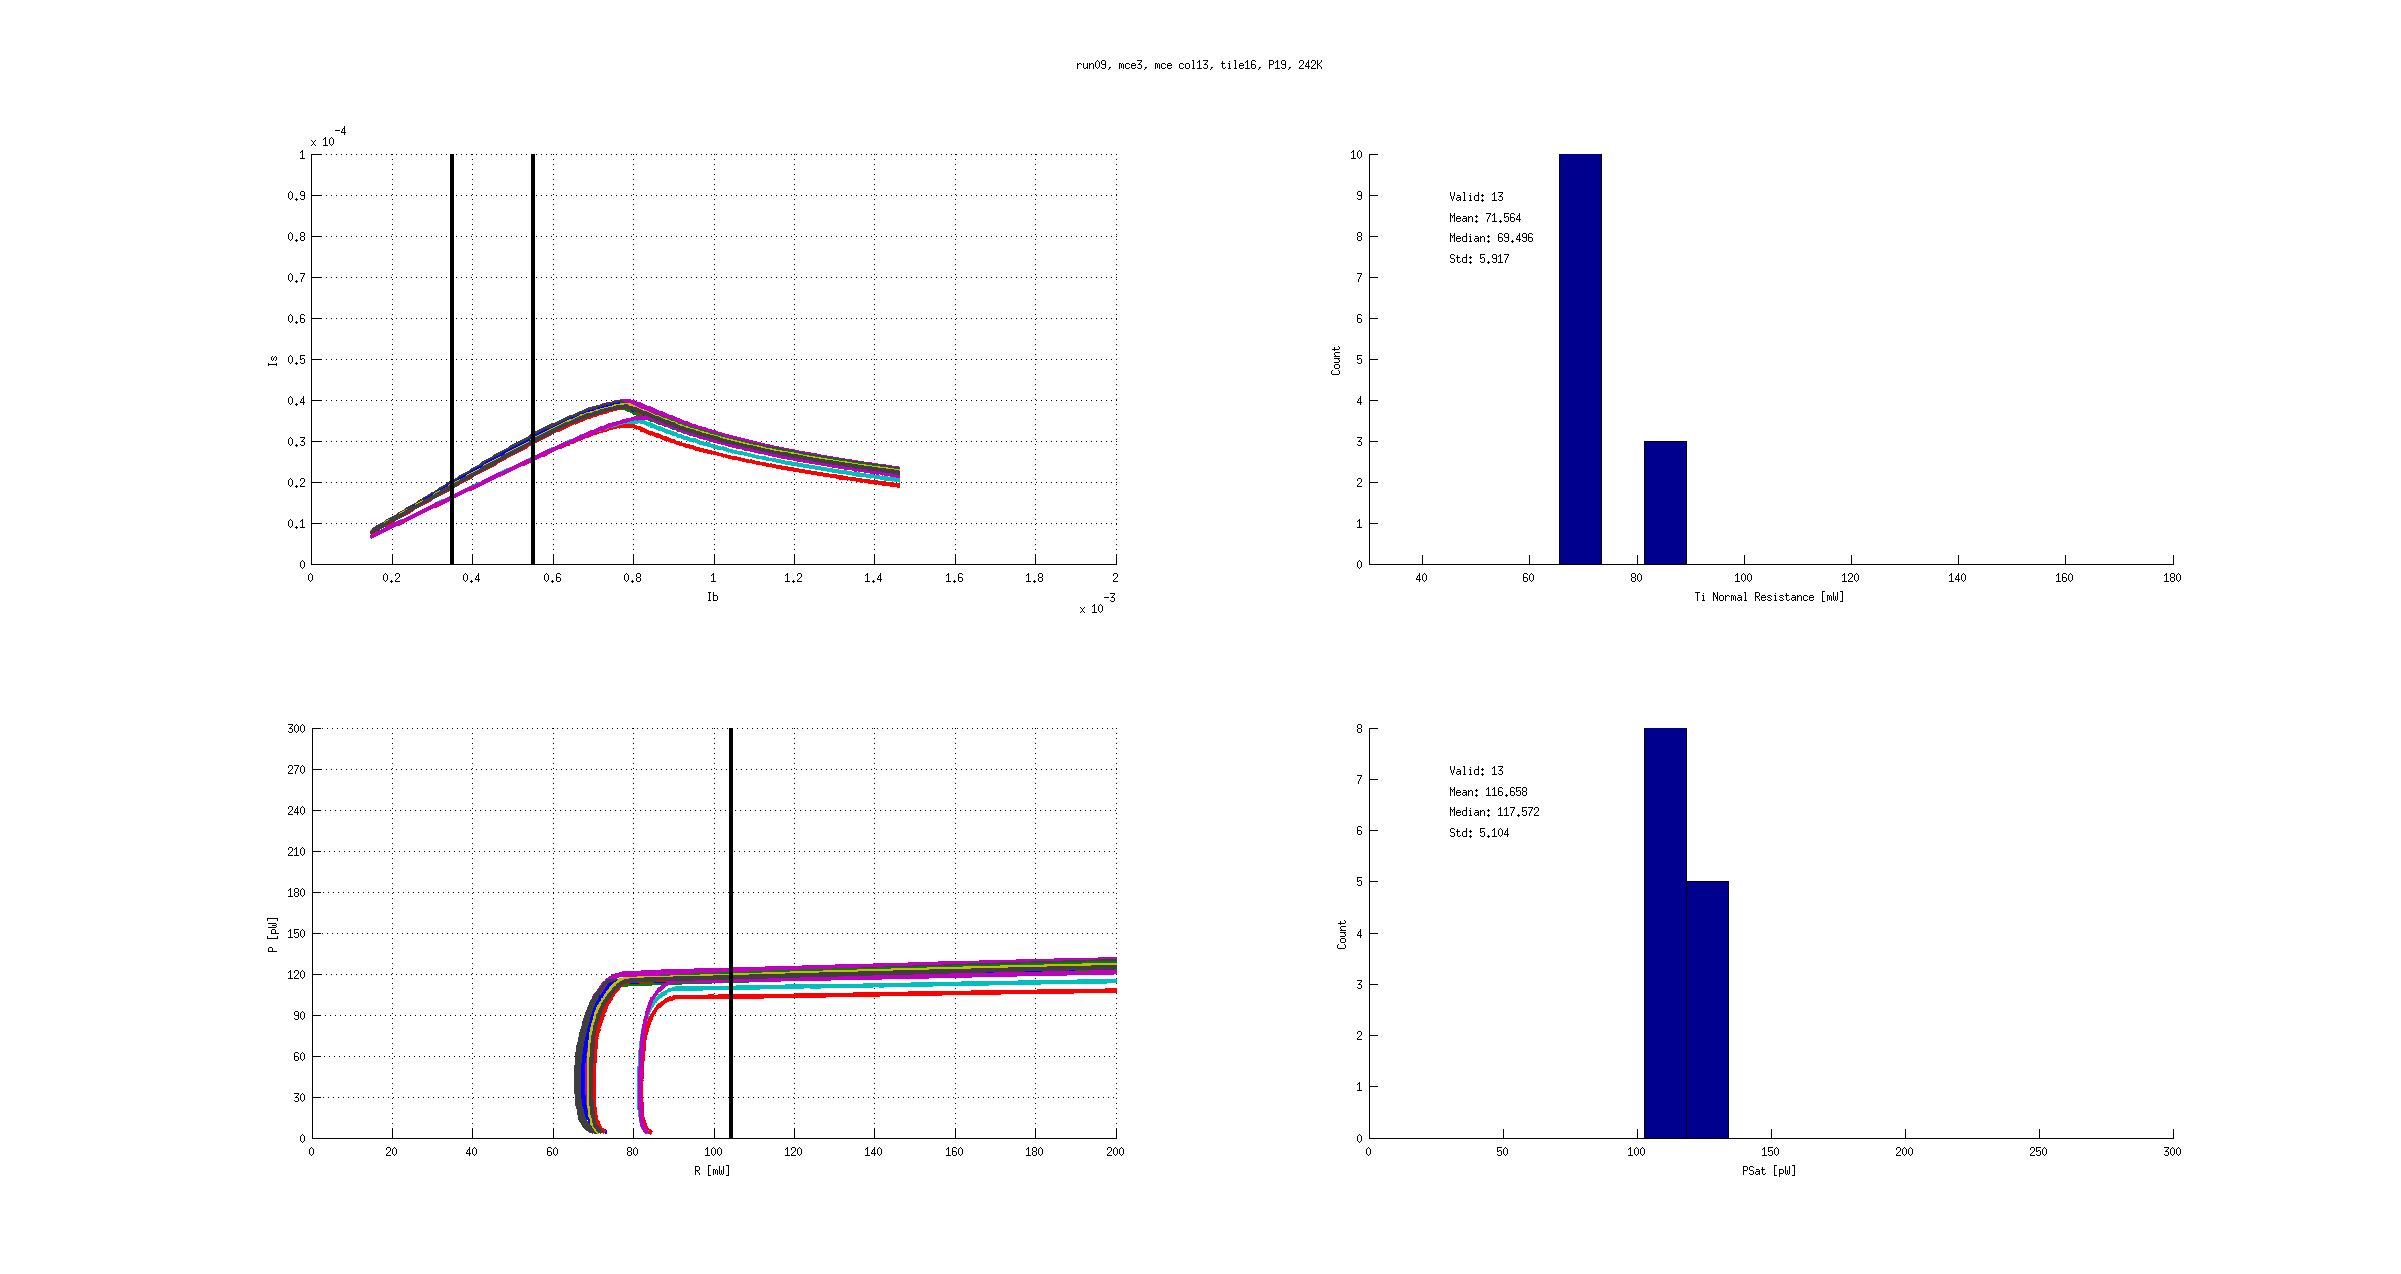 run09, mce3, mce col13, tile16, P19, 242K
x 10^-4
1
0.9
0.8
0.7
0.6
0.5
0.4
0.3
0.2
0.1
0
Is
0 0.2 0.4 0.6 0.8 1 1.2 1.4 1.6 1.8 2
Ib
x 10^-3
10
9
8
7
6
5
4
3
2
1
0
Count
Valid: 13
Mean: 71.564
Median: 69.496
Std: 5.917
40 60 80 100 120 140 160 180
Ti Normal Resistance [mW]
300
270
240
210
180
150
120
90
60
30
0
P [pW]
0 20 40 60 80 100 120 140 160 180 200
R [mW]
8
7
6
5
4
3
2
1
0
Count
Valid: 13
Mean: 116.658
Median: 117.572
Std: 5.104
0 50 100 150 200 250 300
PSat [pW]